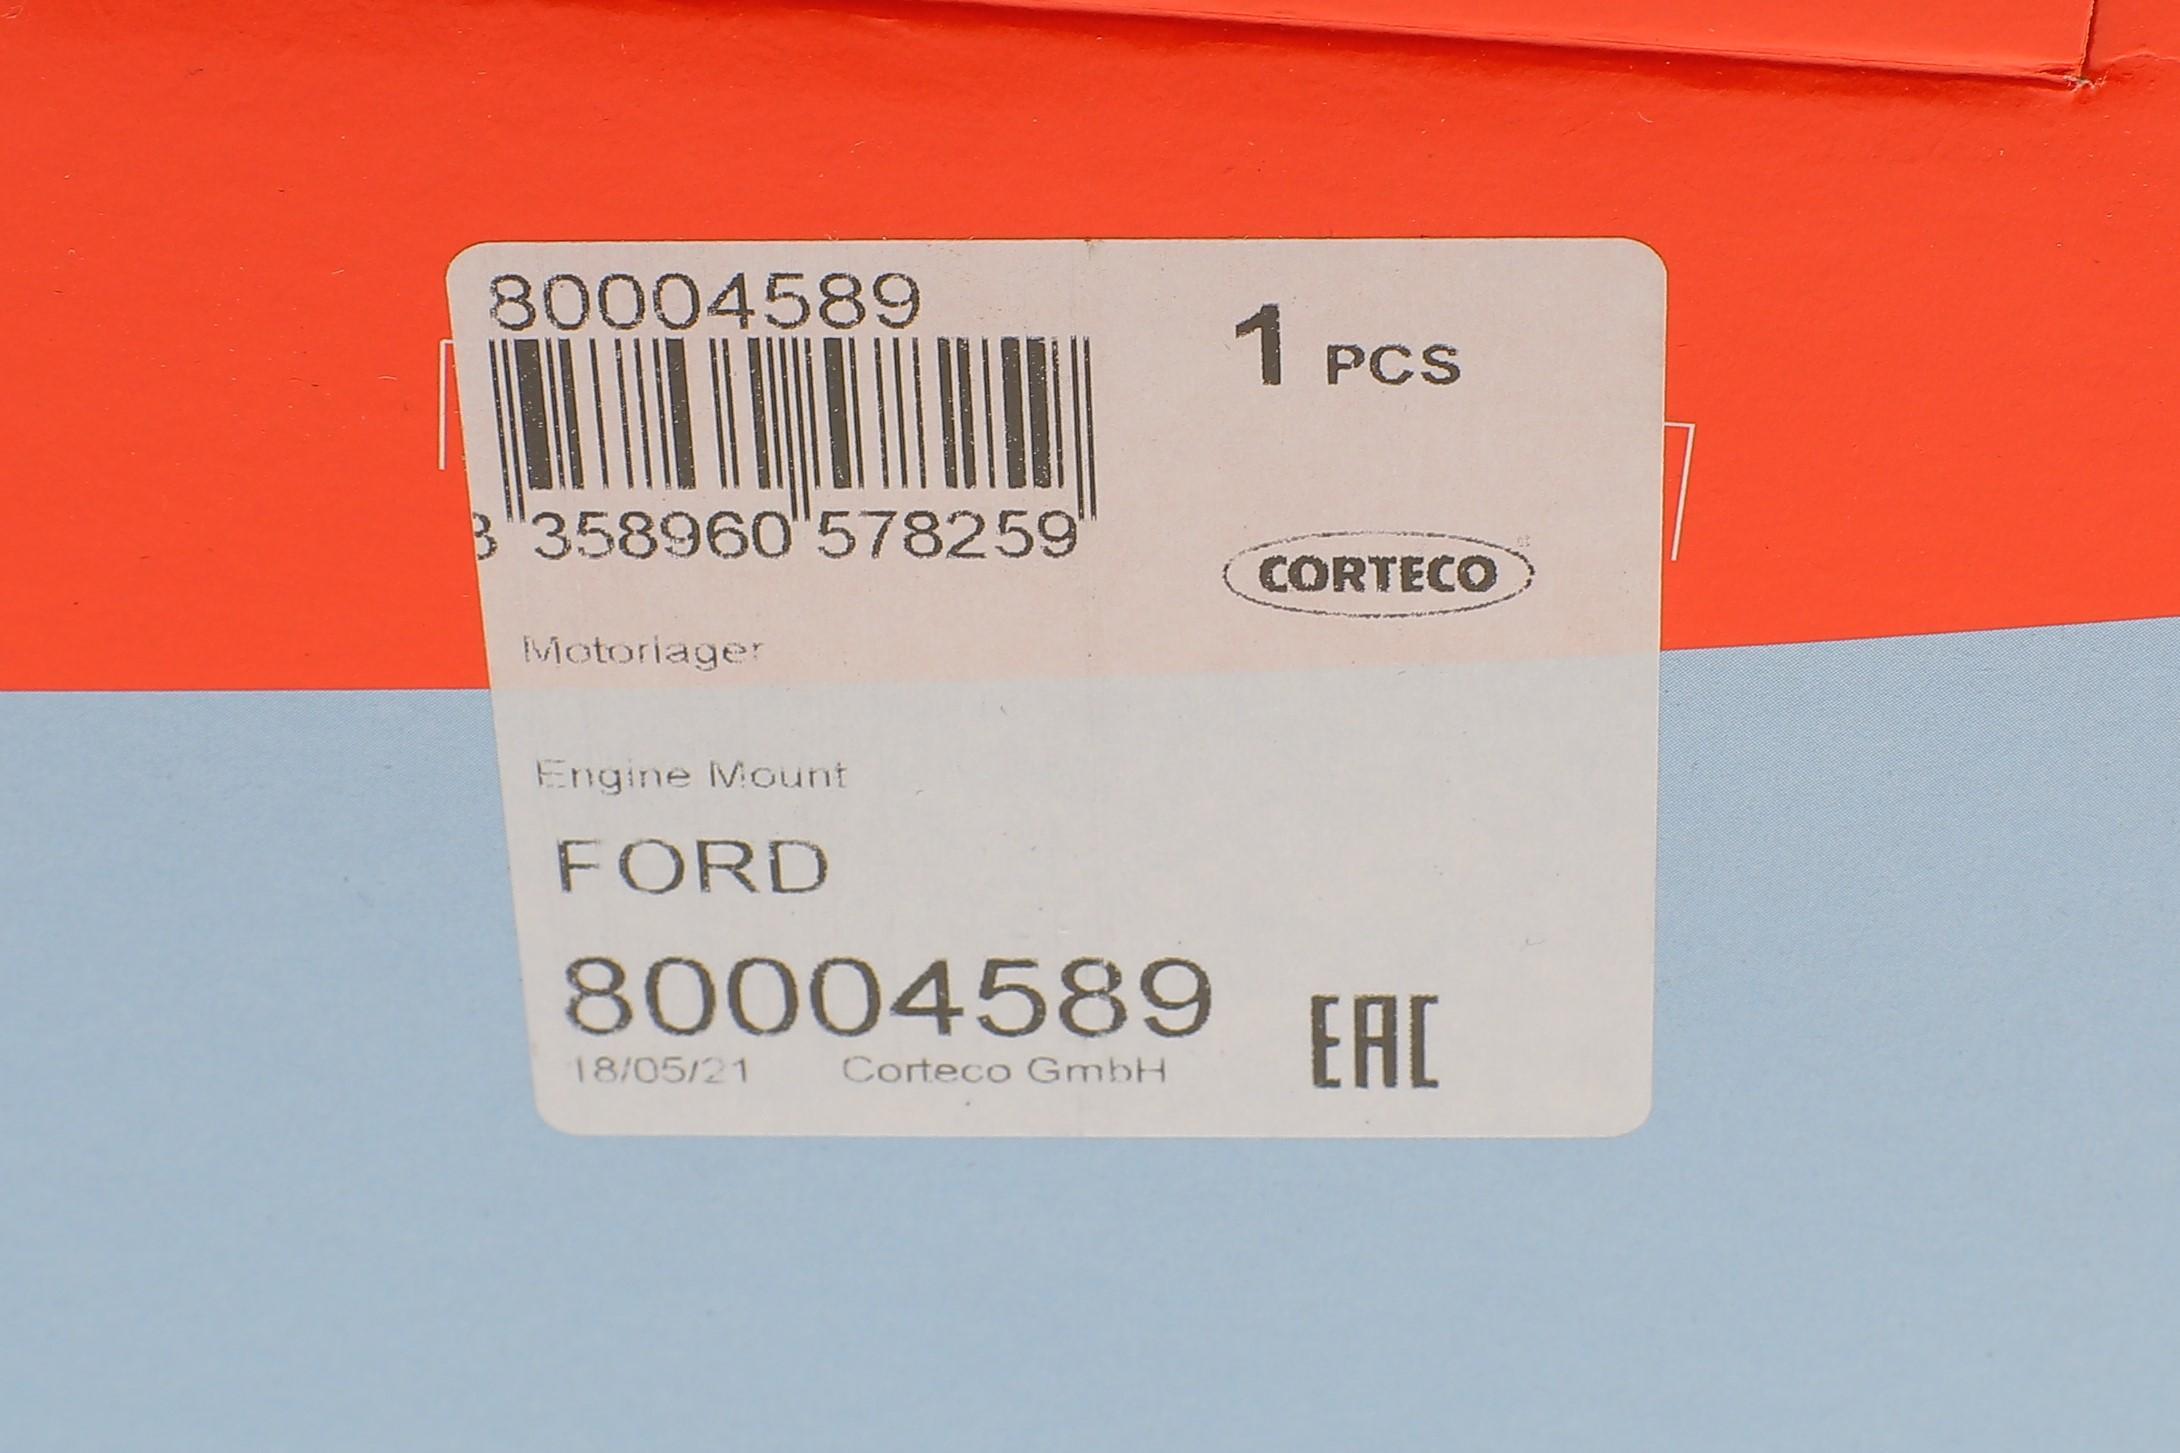 80004589
1 PCS
3 358960 578259
CORTECO
Motorlager
Engine Mount
FORD
80004589
18/05/21 Corteco GmbH
EAC